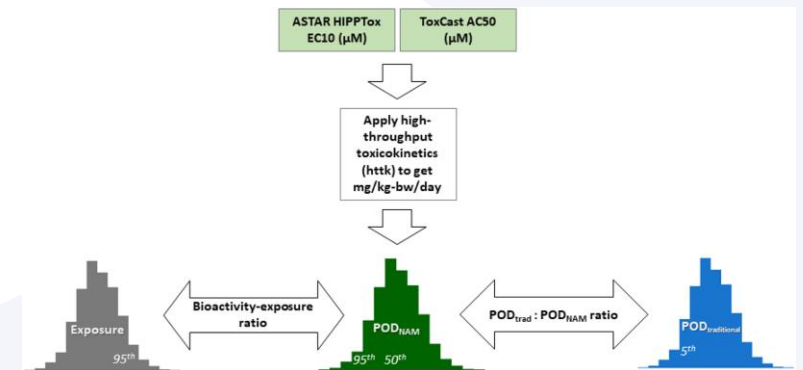 ASTAR HIPPTox
EC10 (µM)
ToxCast AC50
(µM)
Apply high-
throughput
toxicokinetics
(httk) to get
mg/kg-bw/day
Exposure
95th
Bioactivity-exposure
ratio
PODNAM
95th 50th
PODtrad : PODNAM ratio
PODtraditional
5th